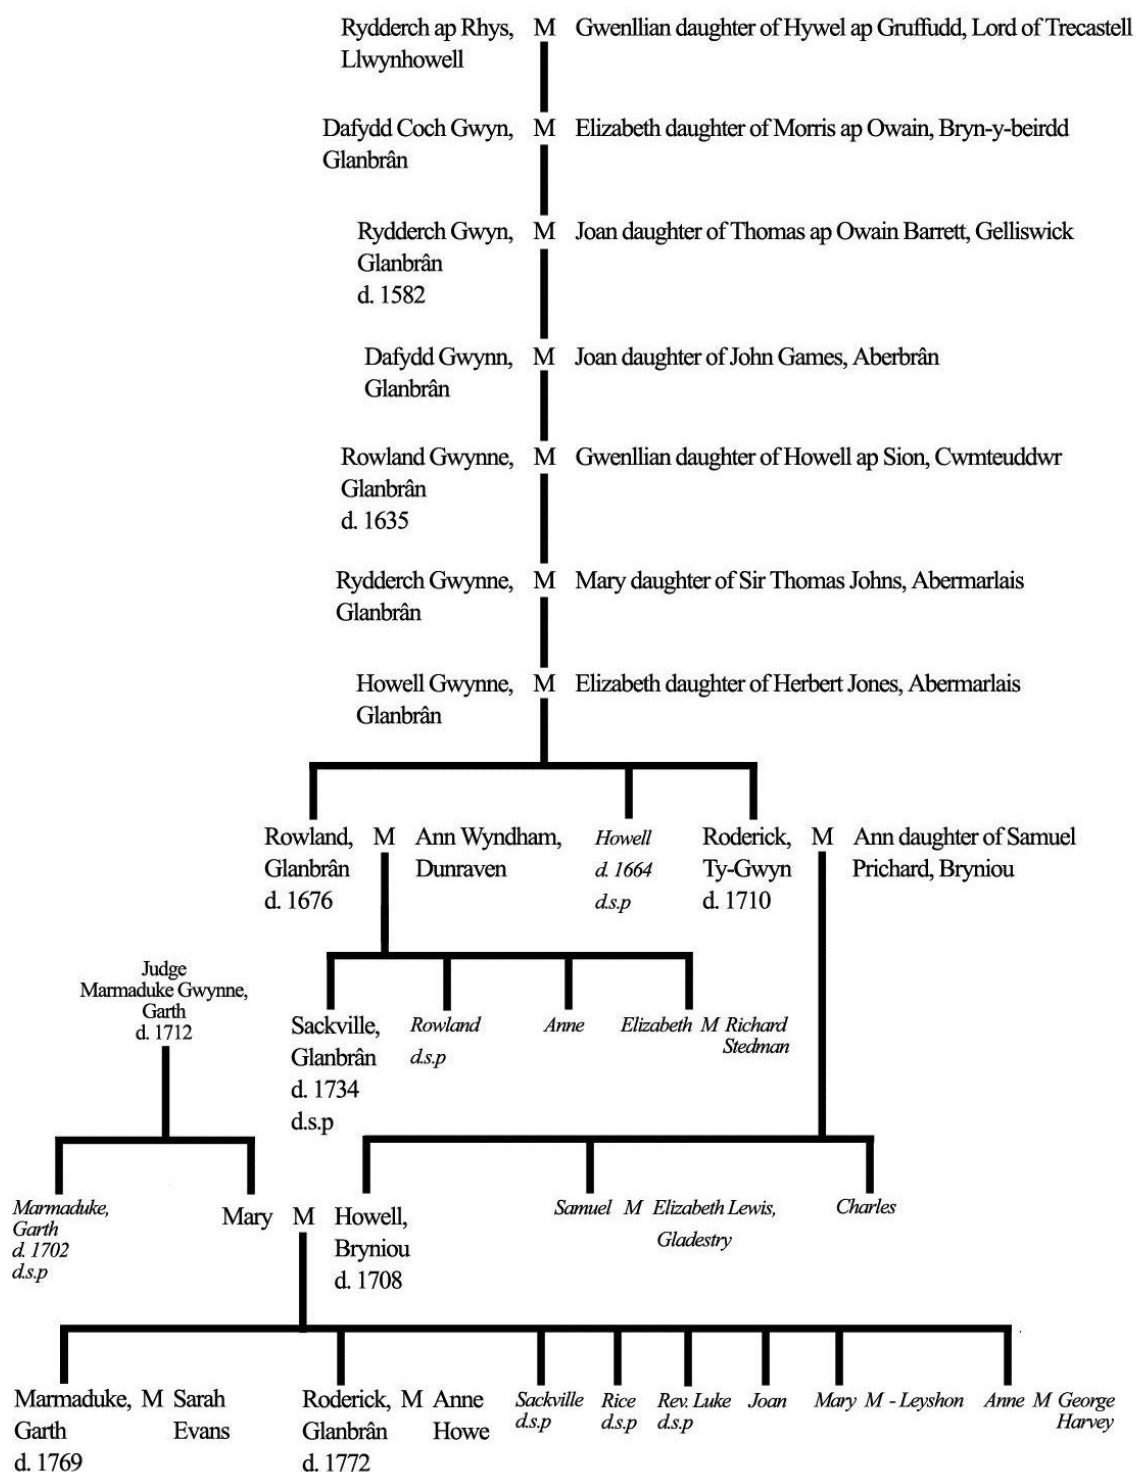 Rydderch ap Rhys, M Gwenllian daughter of Hywel ap Gruffudd, Lord of Trecastell
Llwynhowell
Dafydd Coch Gwyn, M Elizabeth daughter of Morris ap Owain, Bryn-y-beirdd
Glanbrân
Rydderch Gwyn, M Joan daughter of Thomas ap Owain Barrett, Gelliswick
Glanbrân
d. 1582
Dafydd Gwynn, M Joan daughter of John Games, Aberbrân
Glanbrân
Rowland Gwynne, M Gwenllian daughter of Howell ap Sion, Cwmteuddwr
Glanbrân
d. 1635
Rydderch Gwynne, M Mary daughter of Sir Thomas Johns, Abermarlais
Glanbrân
Howell Gwynne, M Elizabeth daughter of Herbert Jones, Abermarlais
Glanbrân
Rowland, M Ann Wyndham,
Glanbrân Dunraven
d. 1676
Howell
d. 1664
d.s.p
Roderick, M Ann daughter of Samuel
Ty-Gwyn Prichard, Bryniou
d. 1710
Judge
Marmaduke Gwynne,
Garth
d. 1712
Sackville,
Glanbrân
d. 1734
d.s.p
Rowland
d.s.p
Anne
Elizabeth M Richard
Stedman
Marmaduke,
Garth
d. 1702
d.s.p
Mary M Howell,
Bryniou
d. 1708
Samuel M Elizabeth Lewis,
Gladestry
Charles
Marmaduke, M Sarah
Garth Evans
d. 1769
Roderick, M Anne
Glanbrân Howe
d. 1772
Sackville
d.s.p
Rice
d.s.p
Rev. Luke
d.s.p
Joan
Mary M - Leyshon
Anne M George
Harvey